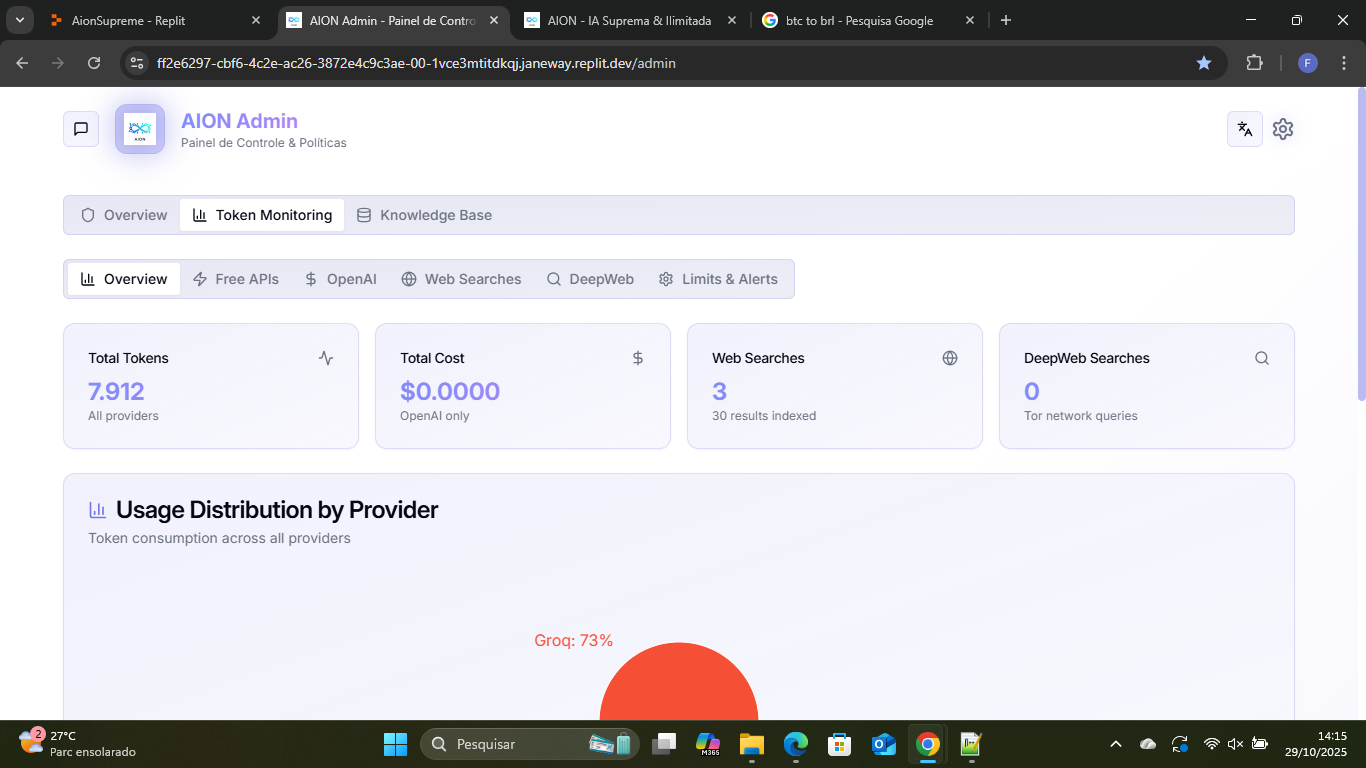 AionSupreme - Replit
AION Admin - Painel de Contro
AION - IA Suprema & Ilimitada
btc to brl - Pesquisa Google
ff2e6297-cbf6-4c2e-ac26-3872e4c9c3ae-00-1vce3mtitdkqj.janeway.replit.dev/admin
F
AION
AION Admin
Painel de Controle & Políticas
Overview
Token Monitoring
Knowledge Base
Overview
Free APIs
OpenAI
Web Searches
DeepWeb
Limits & Alerts
Total Tokens
7.912
All providers
Total Cost
$0.0000
OpenAI only
Web Searches
3
30 results indexed
DeepWeb Searches
0
Tor network queries
Usage Distribution by Provider
Token consumption across all providers
Groq: 73%
2
27°C
Parc ensolarado
Pesquisar
M365
14:15
29/10/2025